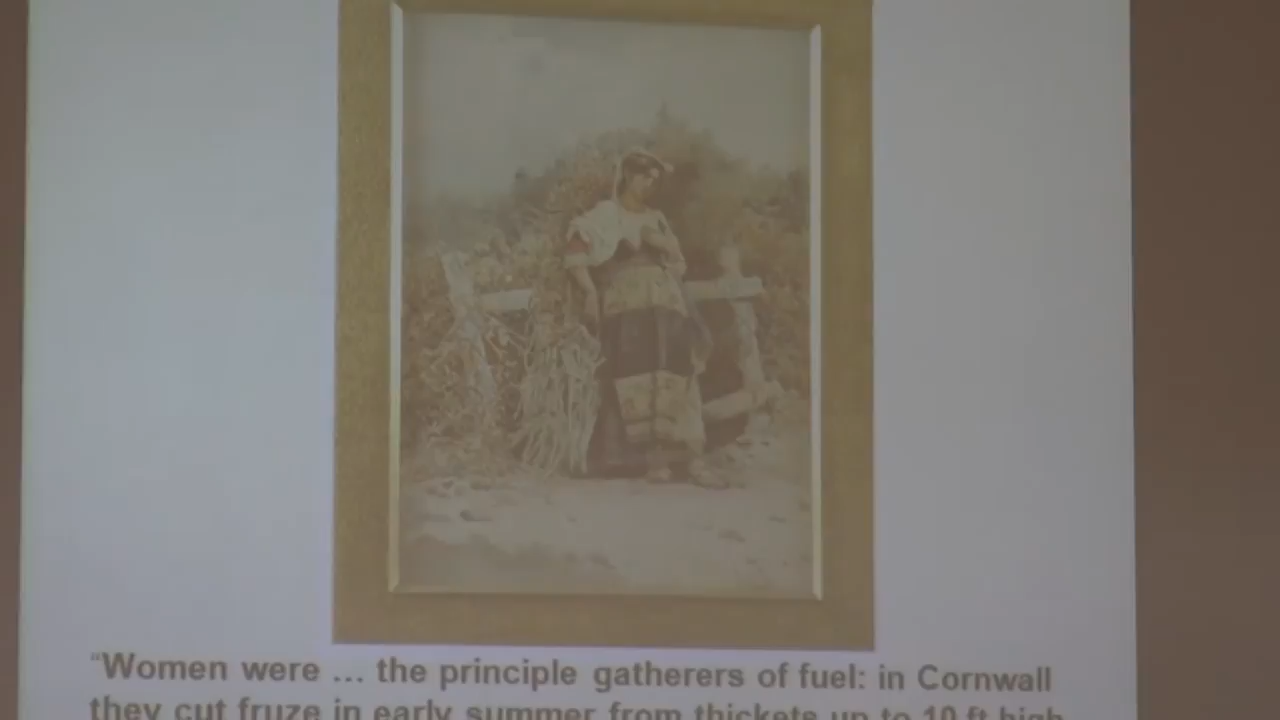 “Women were ... the principle gatherers of fuel: in Cornwall
they cut fruze in early summer from thickets up to 10 ft high